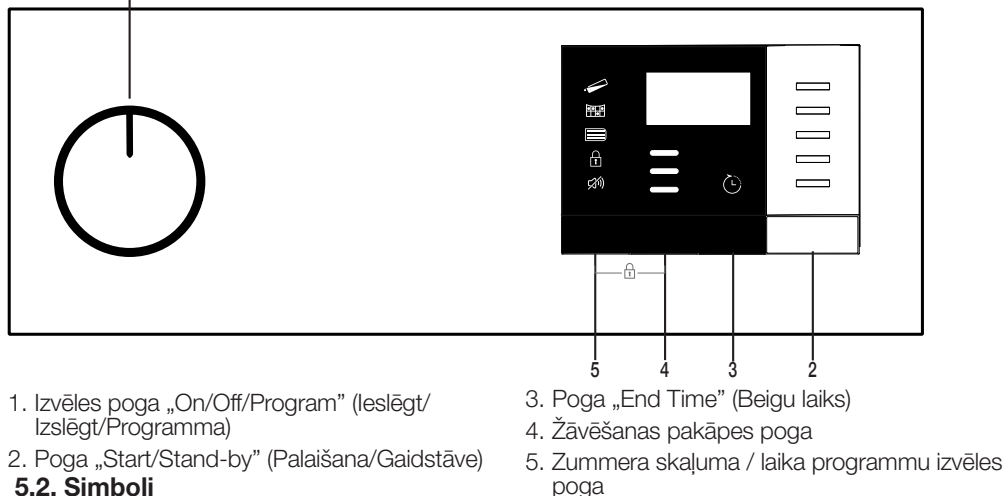 5 4 3 2
1. Izvēles poga „On/Off/Program” (Ieslēgt/
Izslēgt/Programma)
2. Poga „Start/Stand-by” (Palaišana/Gaidstāve)
5.2. Simboli
3. Poga „End Time” (Beigu laiks)
4. Žāvēšanas pakāpes poga
5. Zummera skaļuma / laika programmu izvēles
poga